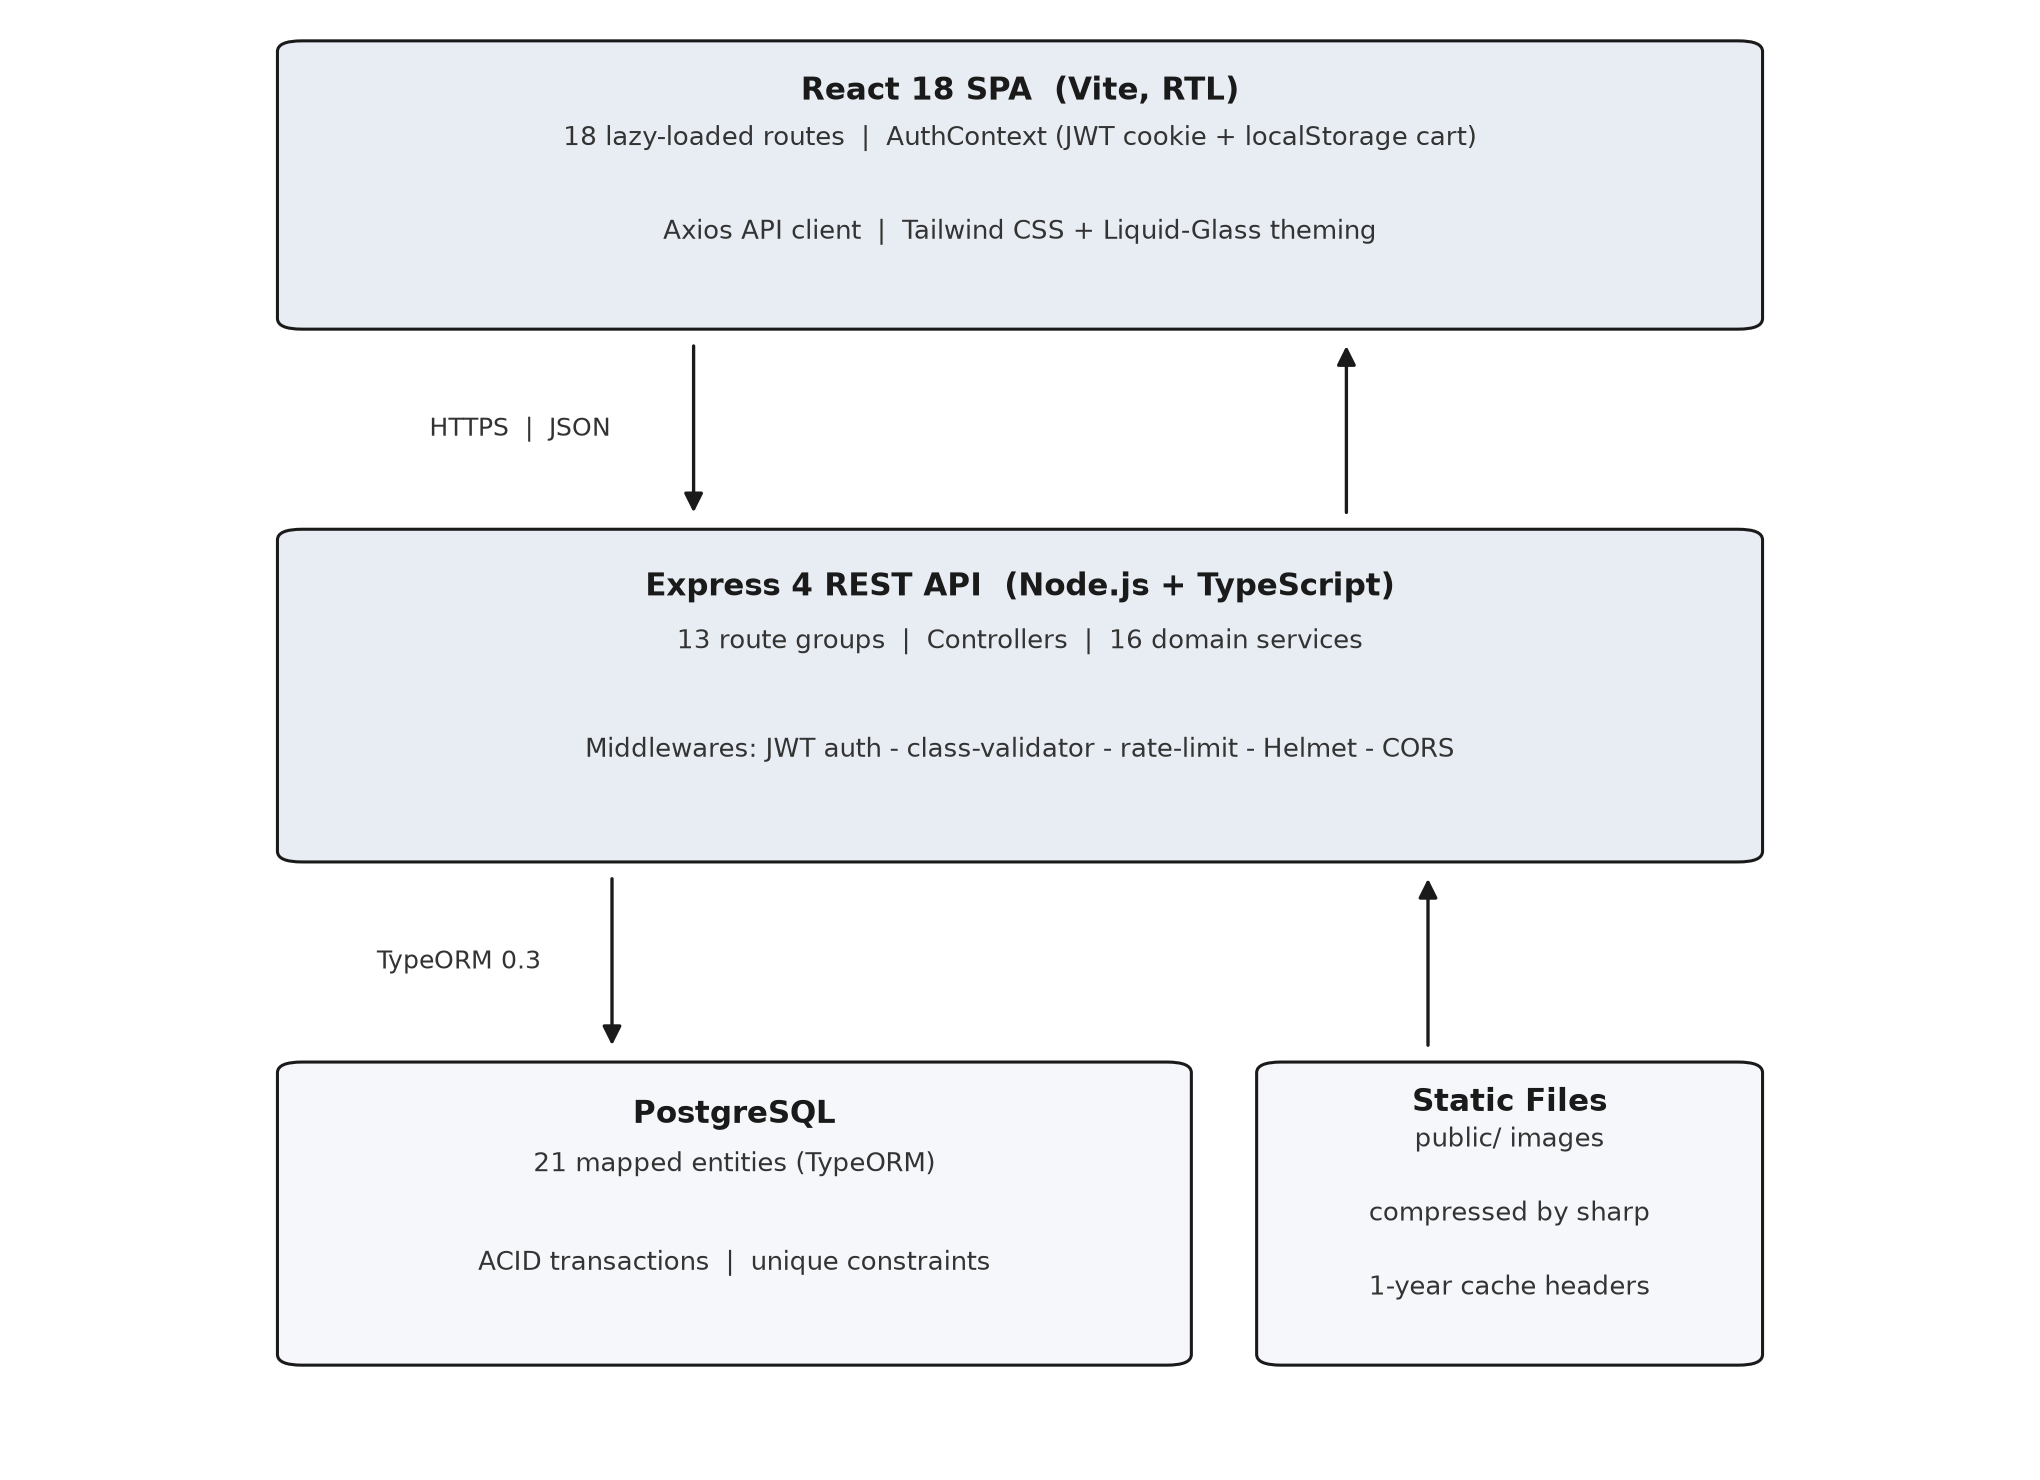 React 18 SPA  (Vite, RTL)
18 lazy-loaded routes  |  AuthContext (JWT cookie + localStorage cart)
Axios API client  |  Tailwind CSS + Liquid-Glass theming
HTTPS  |  JSON
Express 4 REST API  (Node.js + TypeScript)
13 route groups  |  Controllers  |  16 domain services
Middlewares: JWT auth - class-validator - rate-limit - Helmet - CORS
TypeORM 0.3
PostgreSQL
21 mapped entities (TypeORM)
ACID transactions  |  unique constraints
Static Files
public/ images
compressed by sharp
1-year cache headers